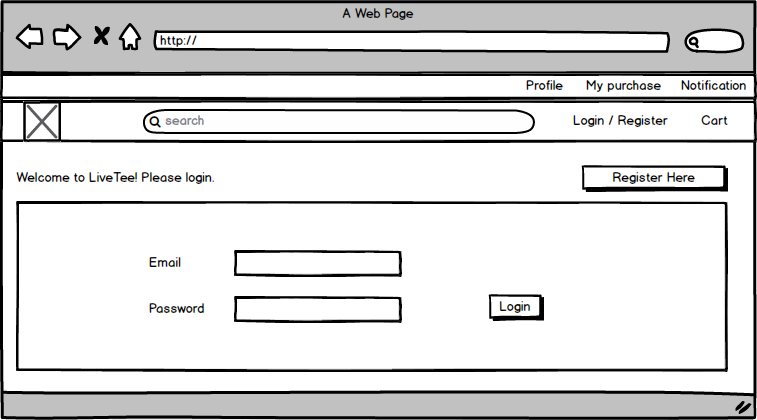 A Web Page
http://
Profile My purchase Notification
search Login / Register Cart
Welcome to LiveTee! Please login. Register Here
Email
Password Login